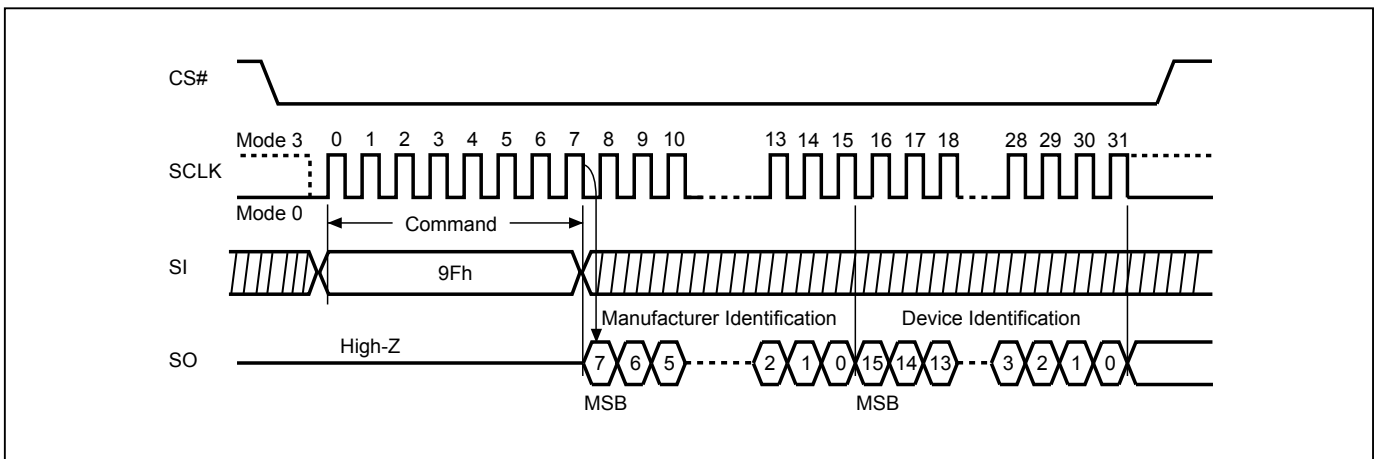 CS#
Mode 3 0 1 2 3 4 5 6 7 8 9 10 13 14 15 16 17 18 28 29 30 31
SCLK
Mode 0
Command
SI 9Fh
Manufacturer Identification Device Identification
High-Z
SO 7 6 5 2 1 0 15 14 13 3 2 1 0
MSB MSB